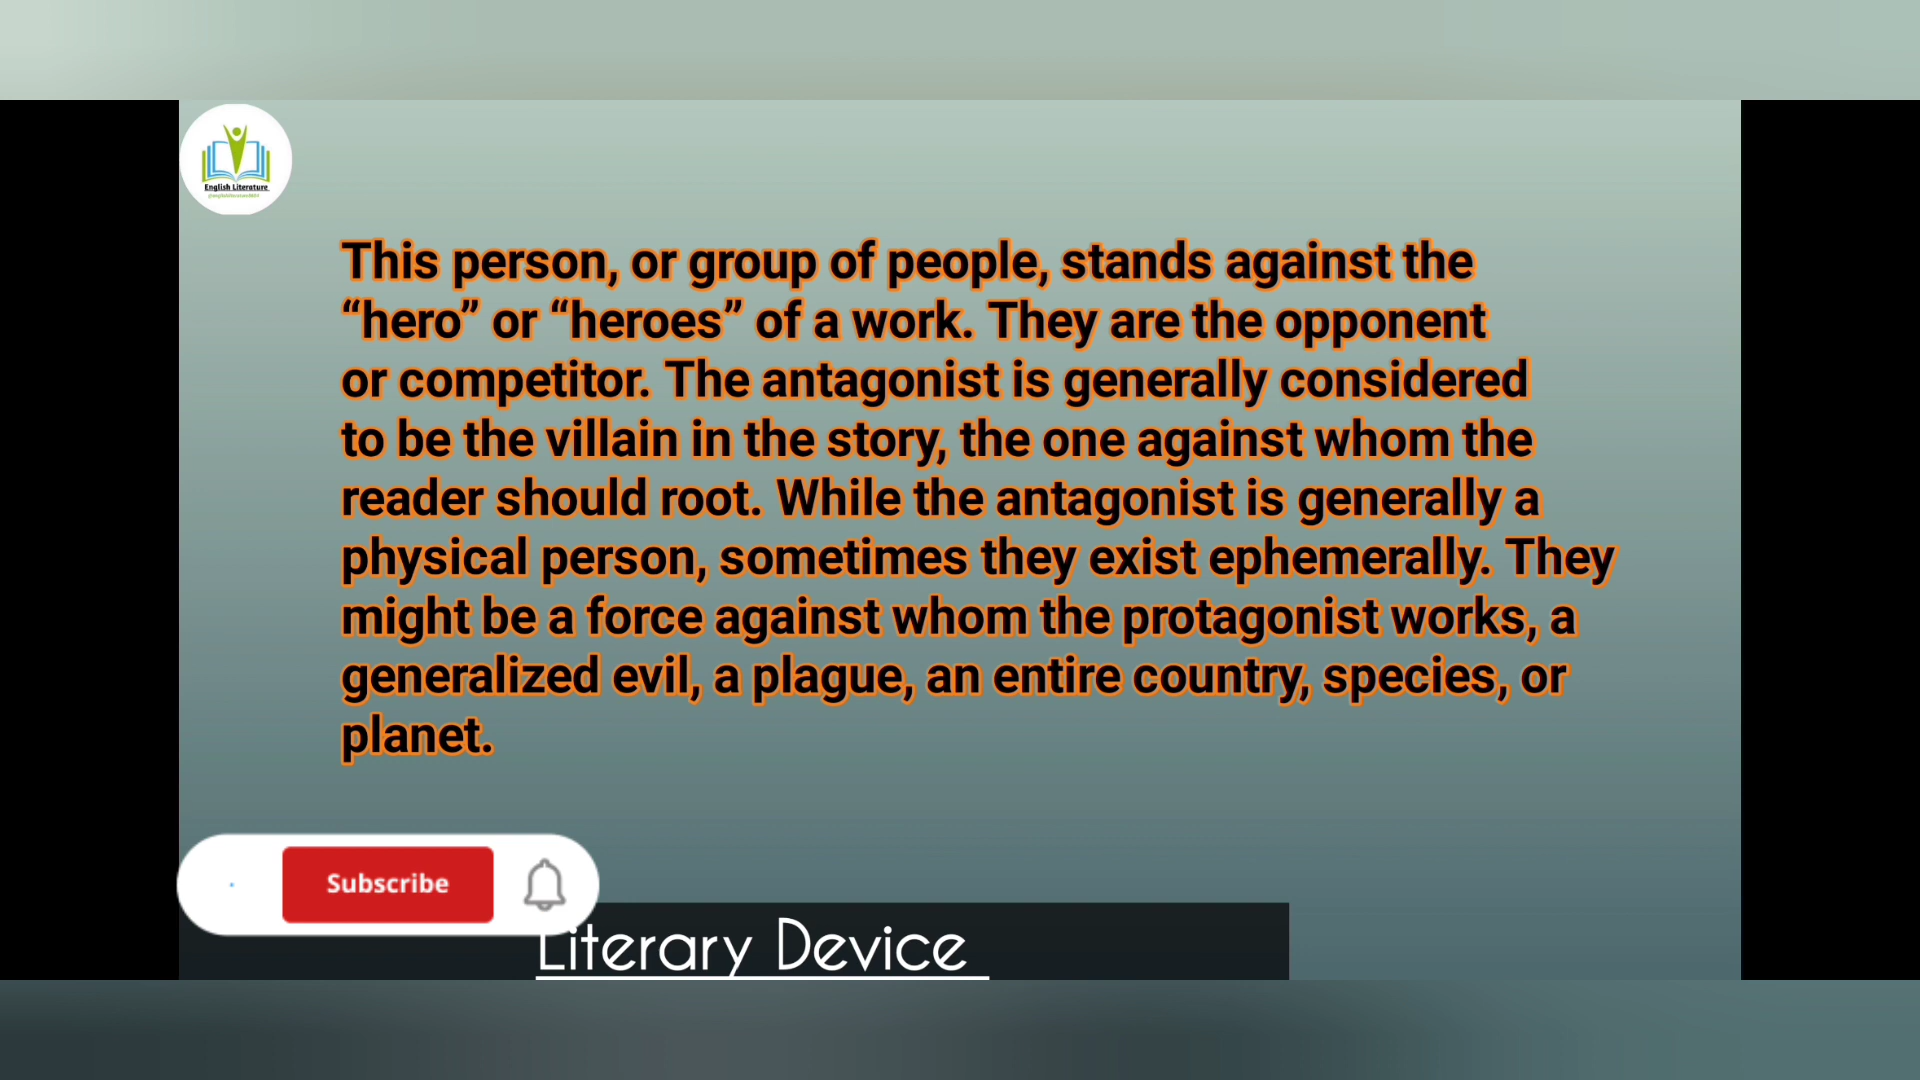 English Literature
This person, or group of people, stands against the
“hero” or “heroes” of a work. They are the opponent
or competitor. The antagonist is generally considered
to be the villain in the story, the one against whom the
reader should root. While the antagonist is generally a
physical person, sometimes they exist ephemerally. They
might be a force against whom the protagonist works, a
generalized evil, a plague, an entire country, species, or
planet.
Subscribe
Literary Device